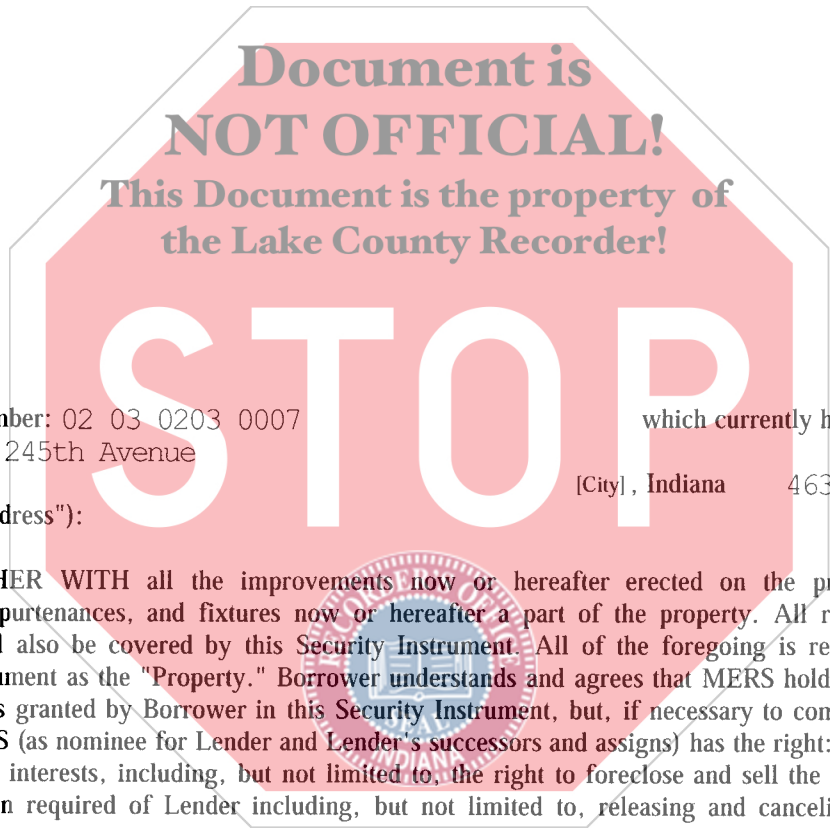 Document is
NOT OFFICIAL!
This Document is the property of
the Lake County Recorder!
STOP
nber: 02 03 0203 0007 which currently h
245th Avenue
[City] , Indiana 463
dress"):
HER WITH all the improvements now or hereafter erected on the pr
purtenances, and fixtures now or hereafter a part of the property. All r
l also be covered by this Security Instrument. All of the foregoing is re
ument as the "Property." Borrower understands and agrees that MERS hold
s granted by Borrower in this Security Instrument, but, if necessary to com
S (as nominee for Lender and Lender's successors and assigns) has the right:
interests, including, but not limited to, the right to foreclose and sell the
n required of Lender including, but not limited to, releasing and canceli
RECORDERS OF
INDIANA